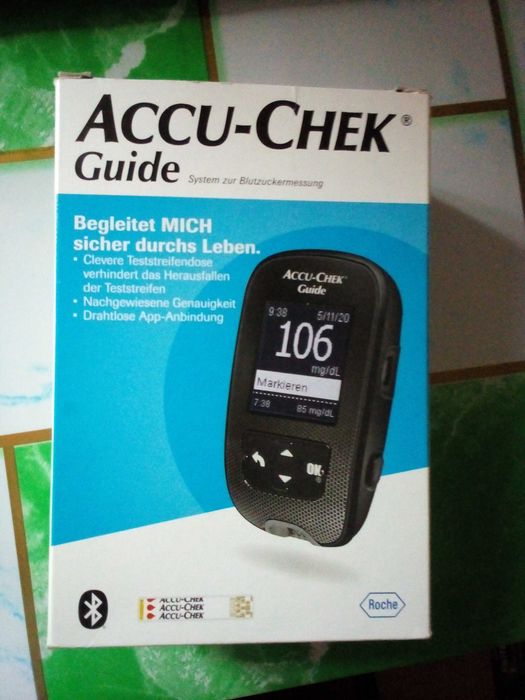 ACCU-CHEK®
Guide System zur Blutzuckermessung
Begleitet MICH
sicher durchs Leben.
• Clevere Teststreifendose
verhindert das Herausfallen
der Teststreifen
• Nachgewiesene Genauigkeit
• Drahtlose App-Anbindung
ACCU-CHEK
Guide
9:38 5/11/20
106
mg/dL
Markieren
7:38 85 mg/dL
OK
ACCU-CHEK
ACCU-CHEK
ACCU-CHEK
Roche